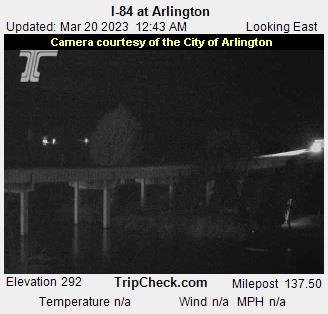 I-84 at Arlington
Updated: Mar 20 2023 12:43 AM Looking East
Camera courtesy of the City of Arlington
Elevation 292 TripCheck.com Milepost 137.50
Temperature n/a Wind n/a MPH n/a